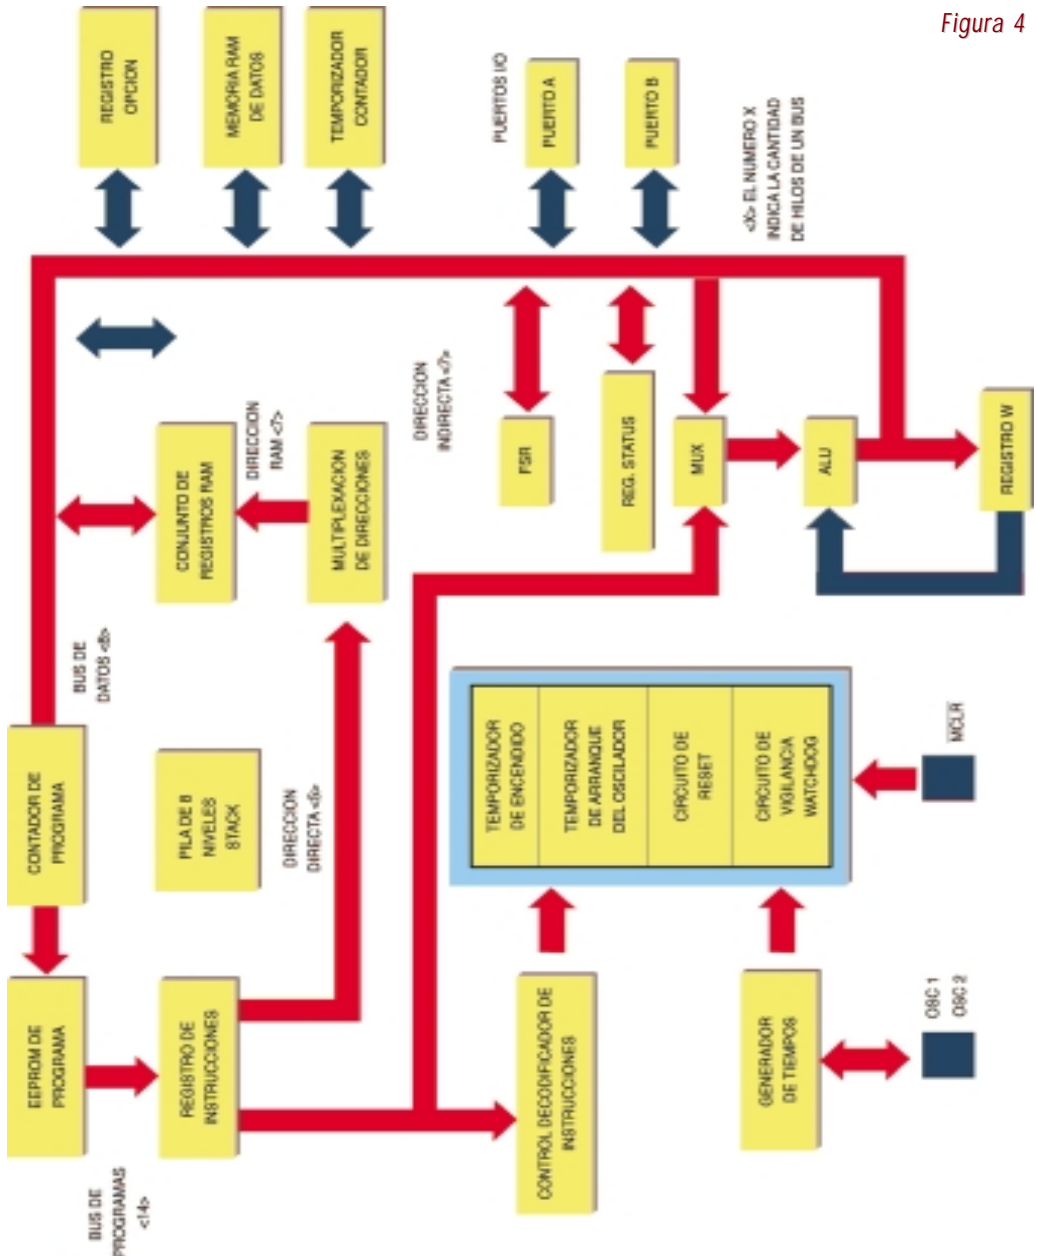 Figura 4
EEPROM DE
PROGRAMA
CONTADOR DE
PROGRAMA
BUS DE
DATOS <8>
REGISTRO
OPCION
BUS DE
PROGRAMAS
<14>
REGISTRO DE
INSTRUCCIONES
PILA DE 8
NIVELES
STACK
CONJUNTO DE
REGISTROS RAM
MEMORIA RAM
DE DATOS
DIRECCION
RAM <7>
DIRECCION
DIRECTA <5>
MULTIPLEXACION
DE DIRECCIONES
TEMPORIZADOR
CONTADOR
DIRECCION
INDIRECTA <7>
PUERTOS I/O
FSR
PUERTO A
REG. STATUS
PUERTO B
CONTROL DECODIFICADOR DE
INSTRUCCIONES
TEMPORIZADOR
DE ENCENDIDO
TEMPORIZADOR
DE ARRANQUE
DEL OSCILADOR
CIRCUITO DE
RESET
CIRCUITO DE
VIGILANCIA
WATCHDOG
MUX
<X> EL NUMERO X
INDICA LA CANTIDAD
DE HILOS DE UN BUS
ALU
GENERADOR
DE TIEMPOS
OSC 1
OSC 2
MCLR
REGISTRO W